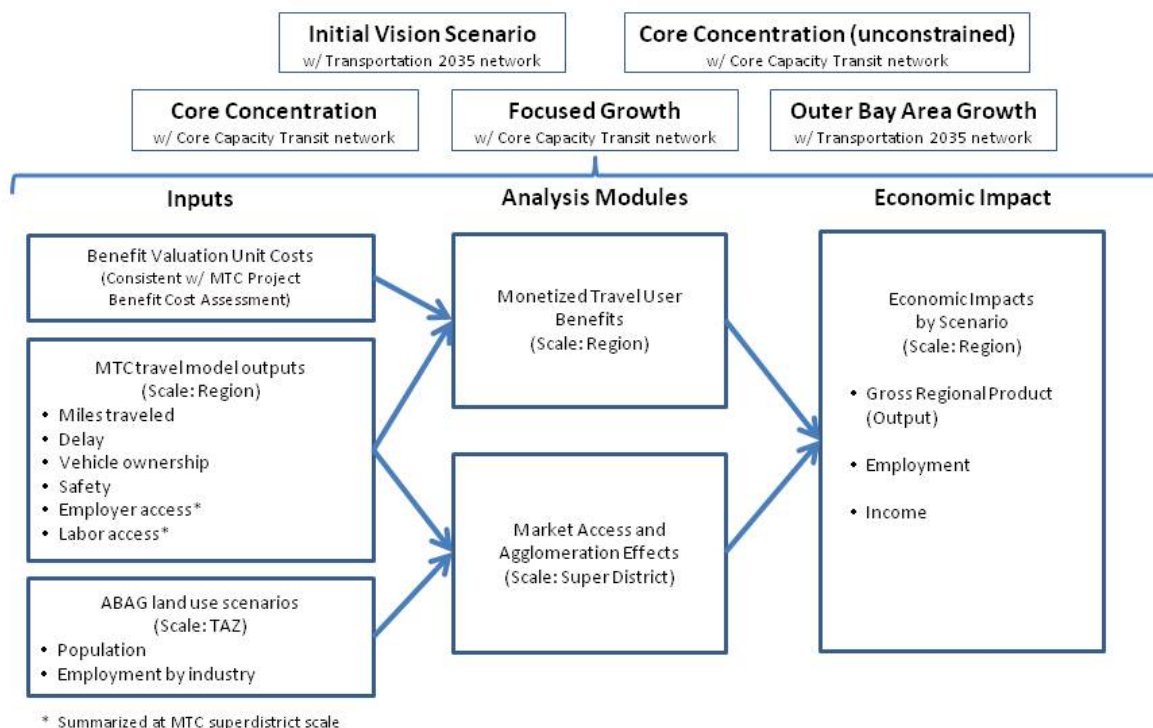 Initial Vision Scenario
w/ Transportation 2035 network
Core Concentration (unconstrained)
w/ Core Capacity Transit network
Core Concentration
w/ Core Capacity Transit network
Focused Growth
w/ Core Capacity Transit network
Outer Bay Area Growth
w/ Transportation 2035 network
Inputs
Analysis Modules
Economic Impact
Benefit Valuation Unit Costs
(Consistent w/ MTC Project
Benefit Cost Assessment)
MTC travel model outputs
(Scale: Region)
• Miles traveled
• Delay
• Vehicle ownership
• Safety
• Employer access*
• Labor access*
ABAG land use scenarios
(Scale: TAZ)
• Population
• Employment by industry
* Summarized at MTC superdistrict scale
Monetized Travel User
Benefits
(Scale: Region)
Market Access and
Agglomeration Effects
(Scale: Super District)
Economic Impacts
by Scenario
(Scale: Region)
• Gross Regional Product
(Output)
• Employment
• Income